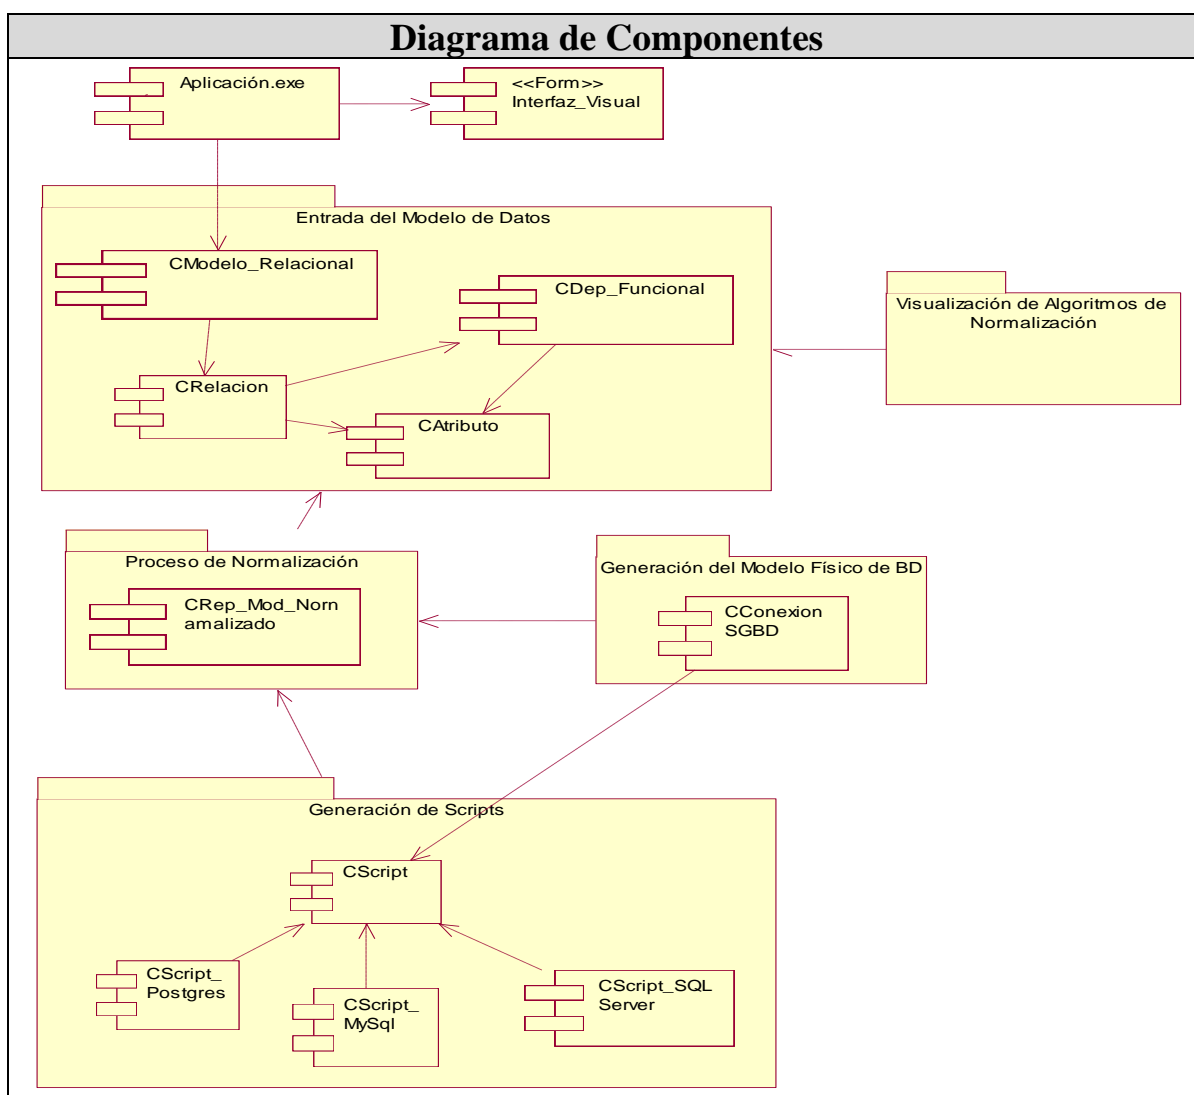 Diagrama de Componentes
Aplicación.exe
<<Form>>
Interfaz_Visual
Entrada del Modelo de Datos
CModelo_Relacional
CDep_Funcional
Visualización de Algoritmos de
Normalización
CRelacion
CAtributo
Proceso de Normalización
Generación del Modelo Físico de BD
CRep_Mod_Norn
amalizado
CConexion
SGBD
Generación de Scripts
CScript
CScript_
Postgres
CScript_
MySql
CScript_SQL
Server